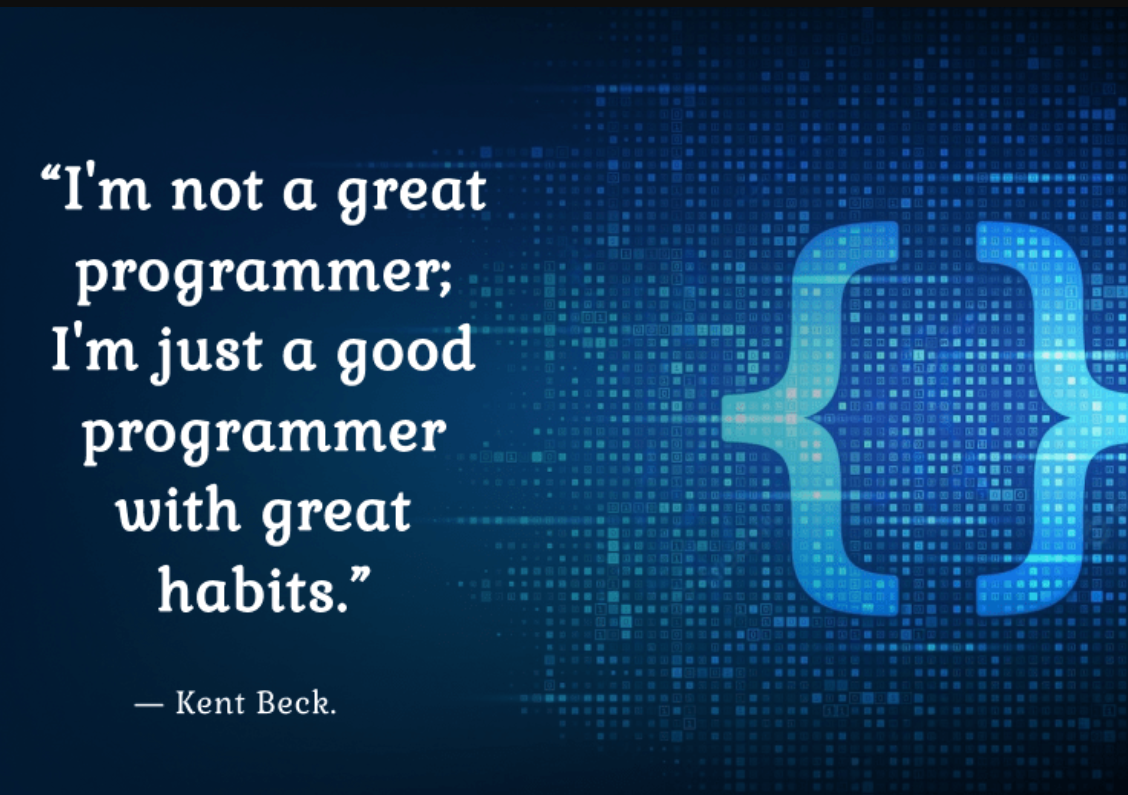 “I'm not a great
programmer;
I'm just a good
programmer
with great
habits.”
— Kent Beck.
{}